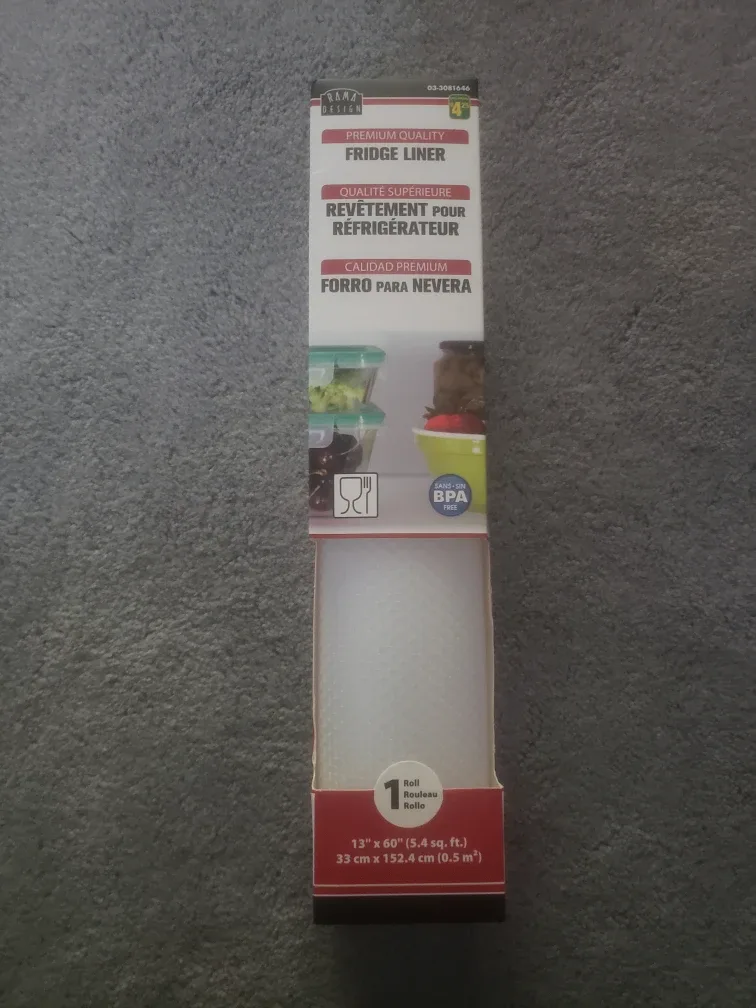 03-3081646
RAMA
DESIGN
$4.25
PREMIUM QUALITY
FRIDGE LINER
QUALITÉ SUPÉRIEURE
REVÊTEMENT POUR
RÉFRIGÉRATEUR
CALIDAD PREMIUM
FORRO PARA NEVERA
SANS • SIN
BPA
FREE
1 Roll
Rouleau
Rollo
13" x 60" (5.4 sq. ft.)
33 cm x 152.4 cm (0.5 m²)